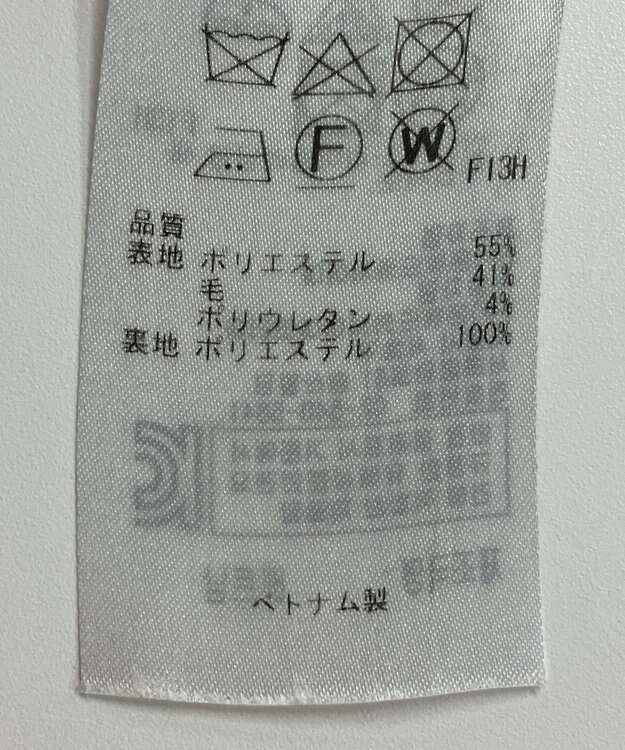 F W F13H
品質
表地 ポリエステル 55%
毛 41%
ポリウレタン 4%
裏地 ポリエステル 100%
ベトナム製